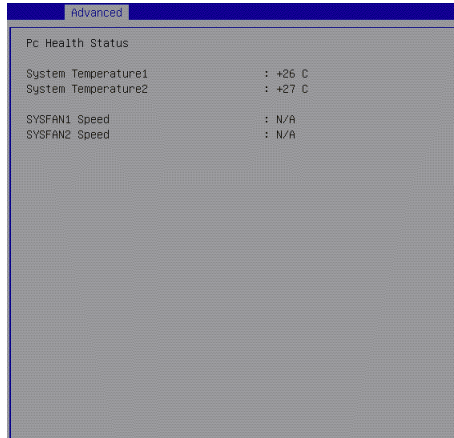 Advanced
Pc Health Status
System Temperature1 : +26 C
System Temperature2 : +27 C
SYSFAN1 Speed : N/A
SYSFAN2 Speed : N/A